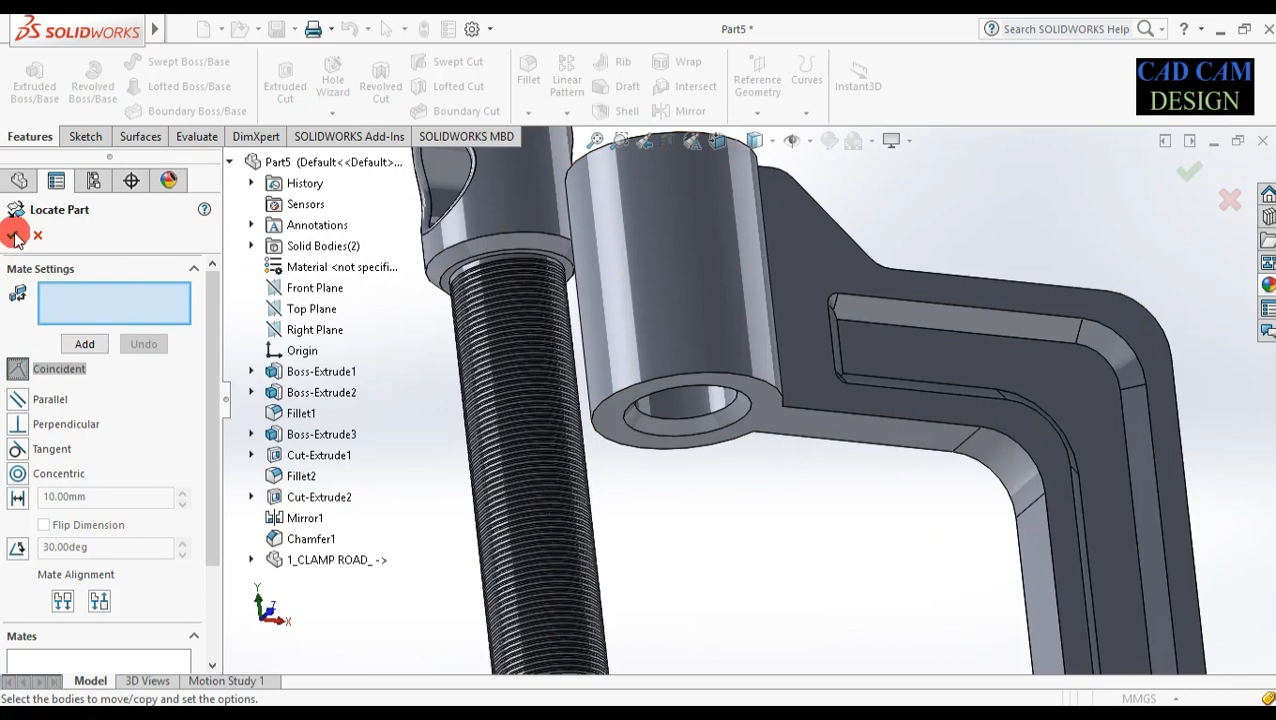 SOLIDWORKS
Part5 *
Search SOLIDWORKS Help
?
Extruded Boss/Base
Revolved Boss/Base
Swept Boss/Base
Lofted Boss/Base
Boundary Boss/Base
Extruded Cut
Hole Wizard
Revolved Cut
Swept Cut
Lofted Cut
Boundary Cut
Fillet
Linear Pattern
Rib
Draft
Shell
Wrap
Intersect
Mirror
Reference Geometry
Curves
Instant3D
CAD CAM
DESIGN
Features
Sketch
Surfaces
Evaluate
DimXpert
SOLIDWORKS Add-Ins
SOLIDWORKS MBD
Locate Part
?
Mate Settings
Add
Undo
Coincident
Parallel
Perpendicular
Tangent
Concentric
10.00mm
Flip Dimension
30.00deg
Mate Alignment
Mates
Part5 (Default<<Default>...
History
Sensors
Annotations
Solid Bodies(2)
Material <not specifi...
Front Plane
Top Plane
Right Plane
Origin
Boss-Extrude1
Boss-Extrude2
Fillet1
Boss-Extrude3
Cut-Extrude1
Fillet2
Cut-Extrude2
Mirror1
Chamfer1
1_CLAMP ROAD_ ->
Y
Z
X
Model
3D Views
Motion Study 1
Select the bodies to move/copy and set the options.
MMGS